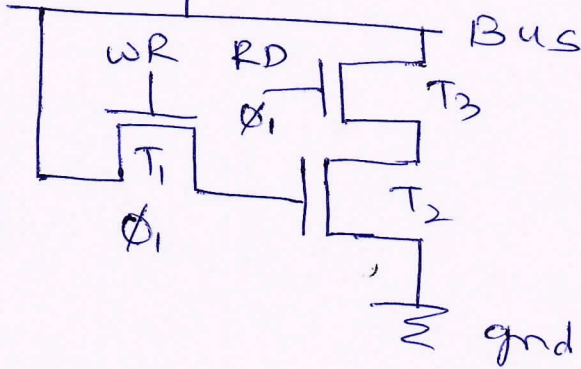 Bus
WR RD
Ø₁ T₃
T₁ T₂
Ø₁
gnd